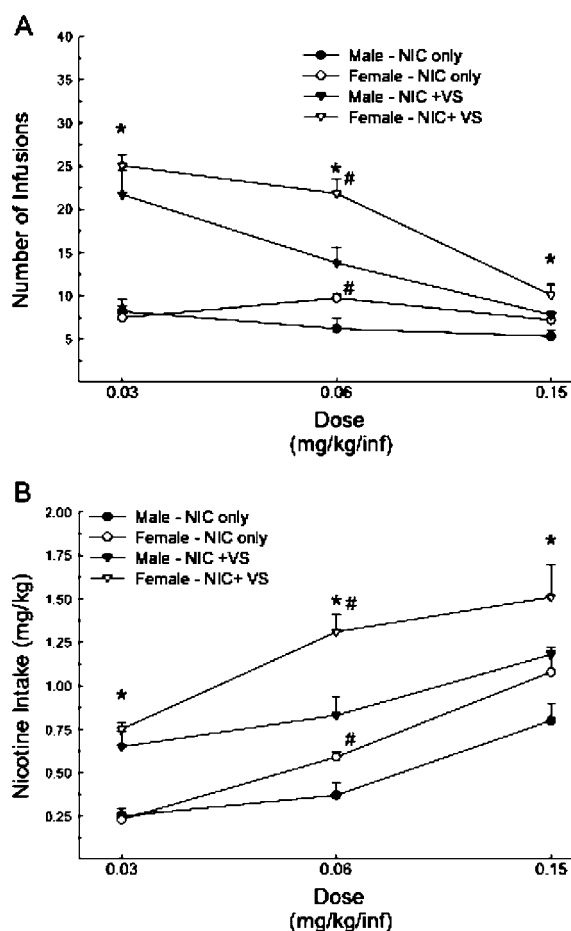 A
Male - NIC only
Female - NIC only
Male - NIC +VS
Female - NIC+ VS
40
35
30
25
20
15
10
5
Number of Infusions
*
* #
#
*
*
0.03 0.06 0.15
Dose
(mg/kg/inf)
B
Male - NIC only
Female - NIC only
Male - NIC +VS
Female - NIC+ VS
2.00
1.75
1.50
1.25
1.00
0.75
0.50
0.25
Nicotine Intake (mg/kg)
*
* #
#
*
0.03 0.06 0.15
Dose
(mg/kg/inf)